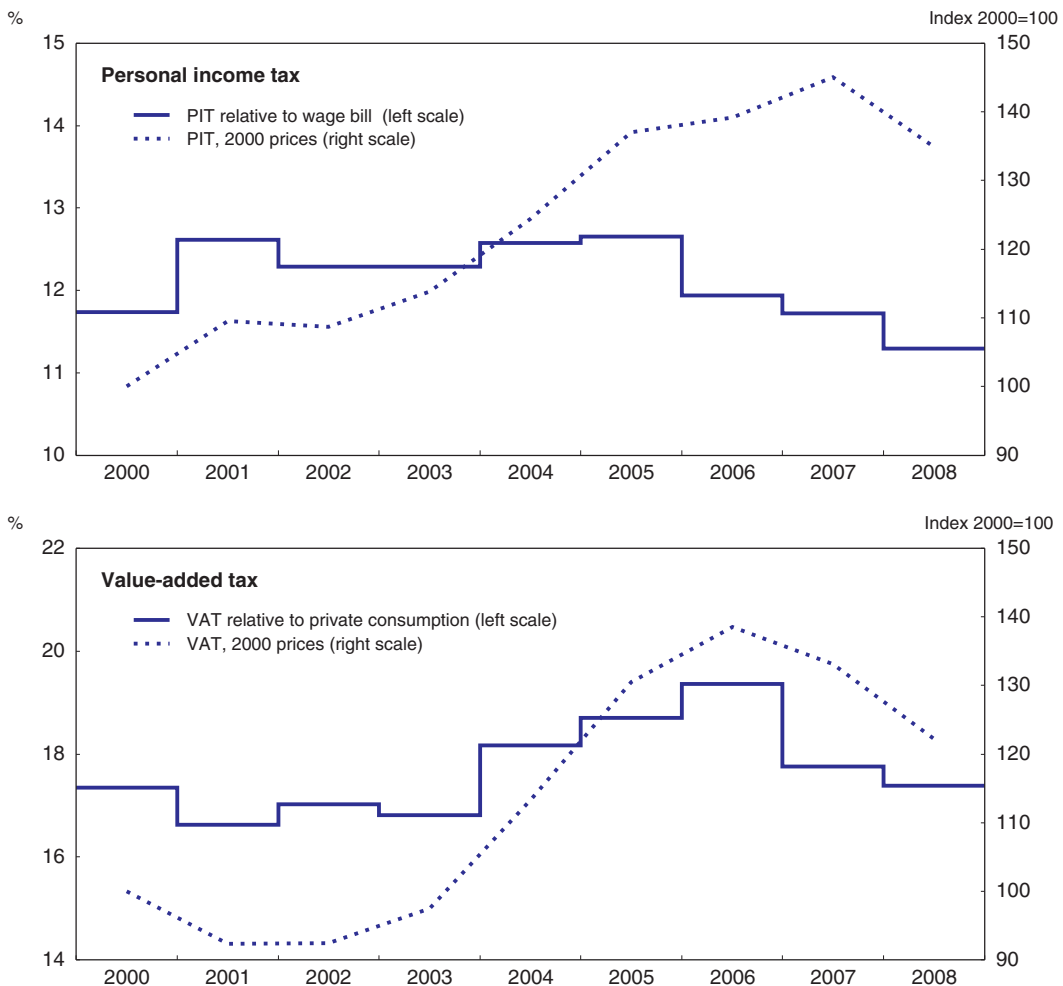 % Index 2000=100
15 150
Personal income tax
PIT relative to wage bill (left scale)
14 140
PIT, 2000 prices (right scale)
13 130
12 120
110
11 100
10 90
2000 2001 2002 2003 2004 2005 2006 2007 2008
% Index 2000=100
22 150
Value-added tax
VAT relative to private consumption (left scale)
140
VAT, 2000 prices (right scale)
20
130
18 120
110
16
100
14 90
2000 2001 2002 2003 2004 2005 2006 2007 2008